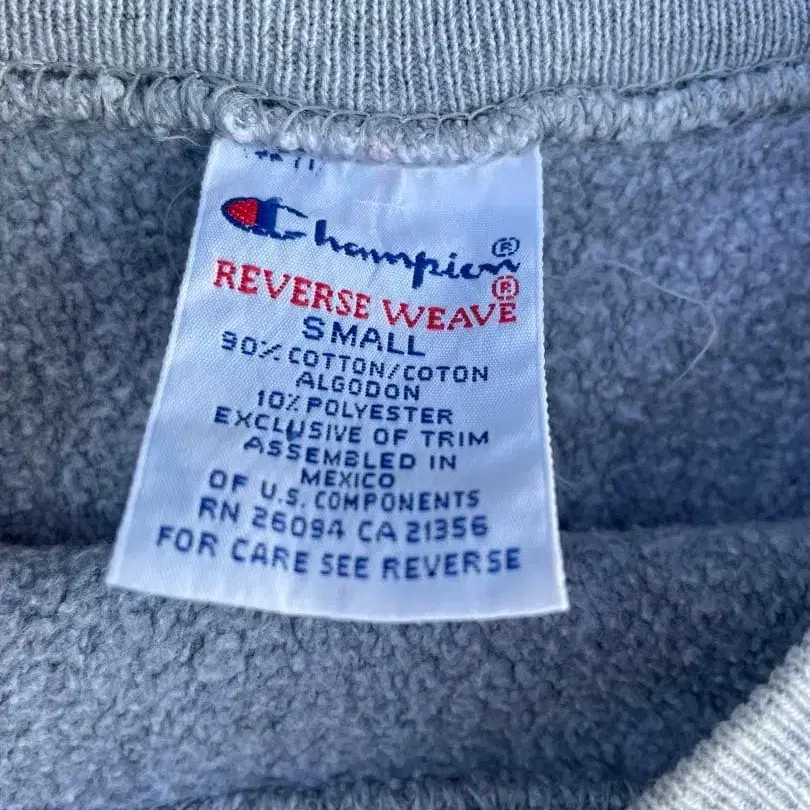 Champion®
REVERSE WEAVE®
SMALL
90% COTTON/COTON
ALGODON
10% POLYESTER
EXCLUSIVE OF TRIM
ASSEMBLED IN
MEXICO
OF U.S. COMPONENTS
RN 26094 CA 21356
FOR CARE SEE REVERSE